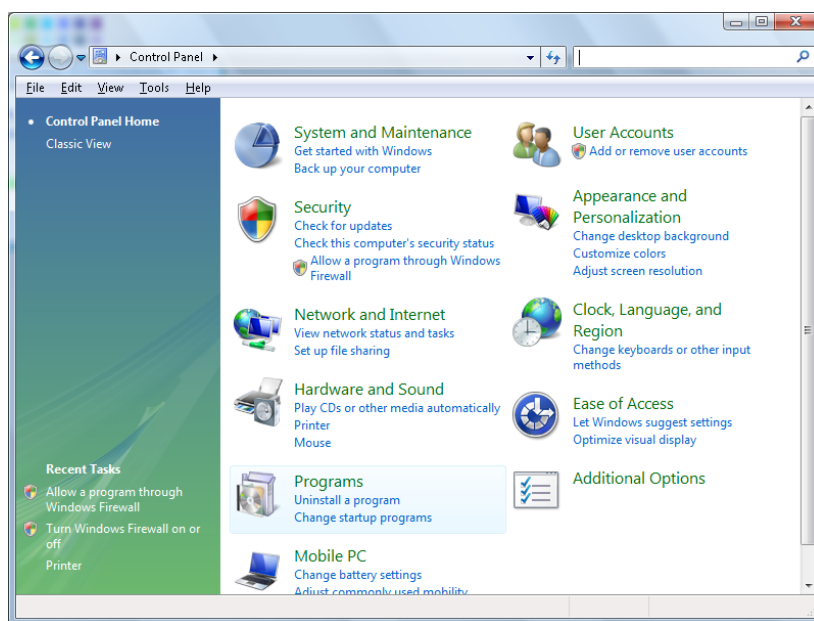 Control Panel
File Edit View Tools Help
Control Panel Home
Classic View
System and Maintenance
Get started with Windows
Back up your computer
Security
Check for updates
Check this computer's security status
Allow a program through Windows
Firewall
Network and Internet
View network status and tasks
Set up file sharing
Hardware and Sound
Play CDs or other media automatically
Printer
Mouse
Programs
Uninstall a program
Change startup programs
Mobile PC
Change battery settings
Adjust commonly used mobility
User Accounts
Add or remove user accounts
Appearance and
Personalization
Change desktop background
Customize colors
Adjust screen resolution
Clock, Language, and
Region
Change keyboards or other input
methods
Ease of Access
Let Windows suggest settings
Optimize visual display
Additional Options
Recent Tasks
Allow a program through
Windows Firewall
Turn Windows Firewall on or
off
Printer